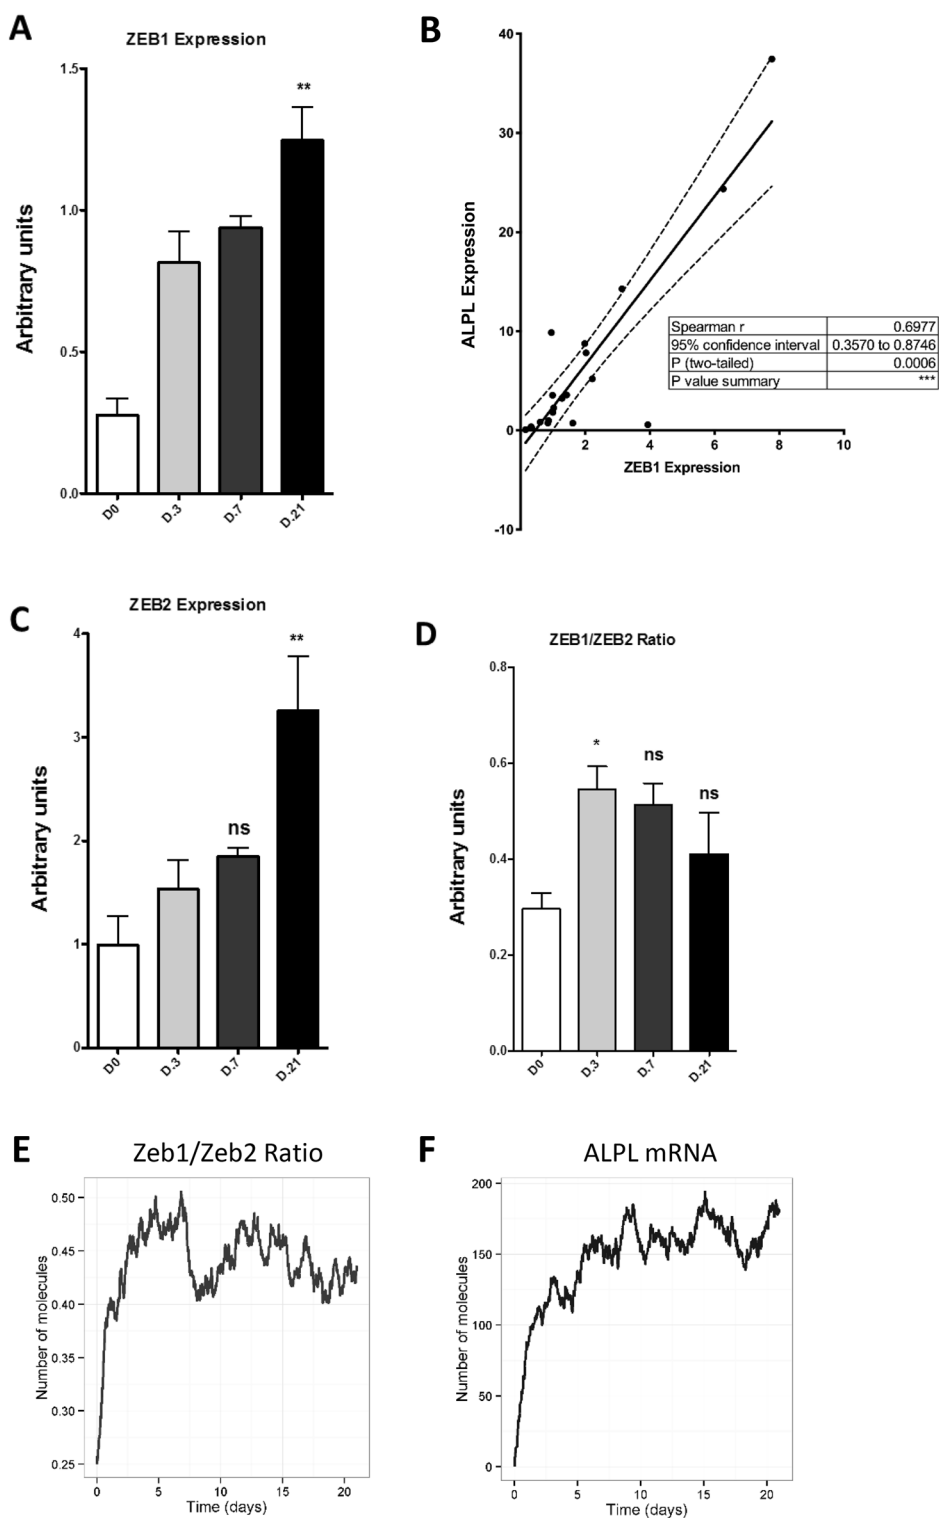 A
ZEB1 Expression
1.5
1.0
0.5
0.0
Arbitrary units
**
D0
D.3
D.7
D.21
B
40
30
20
10
0
-10
ALPL Expression
2
4
6
8
10
ZEB1 Expression
Spearman r 0.6977
95% confidence interval 0.3570 to 0.8746
P (two-tailed) 0.0006
P value summary ***
C
ZEB2 Expression
4
3
2
1
0
Arbitrary units
ns
**
D0
D.3
D.7
D.21
D
ZEB1/ZEB2 Ratio
0.8
0.6
0.4
0.2
0.0
Arbitrary units
*
ns
ns
D0
D.3
D.7
D.21
E
Zeb1/Zeb2 Ratio
0.50
0.45
0.40
0.35
0.30
0.25
Number of molecules
0
5
10
15
20
Time (days)
F
ALPL mRNA
200
150
100
50
0
Number of molecules
0
5
10
15
20
Time (days)